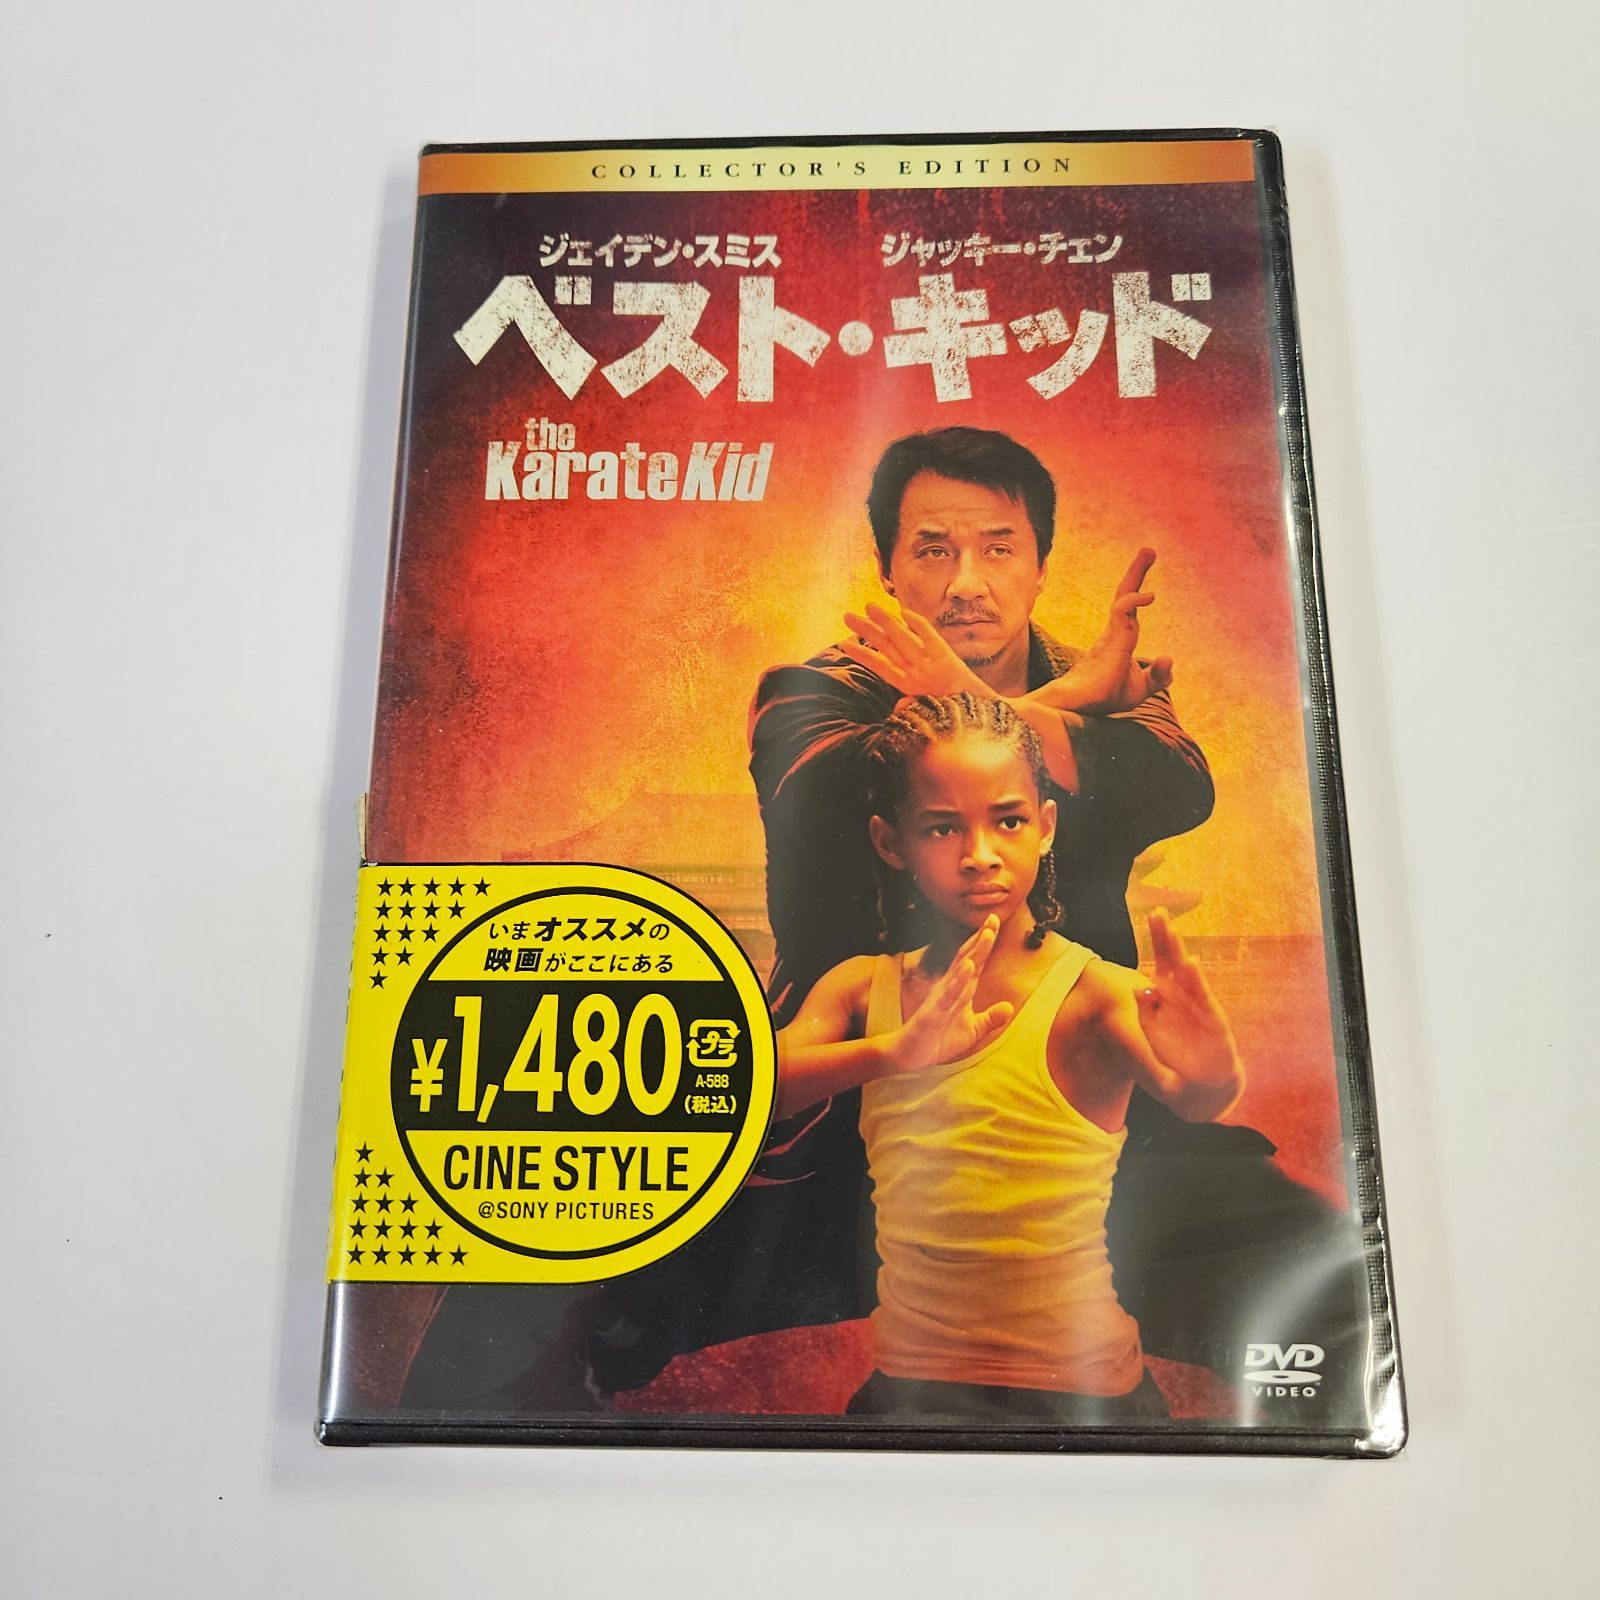 COLLECTOR'S EDITION
ジェイデン・スミス ジャッキー・チェン
ベスト・キッド
the
Karate Kid
いまオススメの
映画がここにある
¥1,480
プラ
A-588
(税込)
CINE STYLE
@SONY PICTURES
DVD
VIDEO